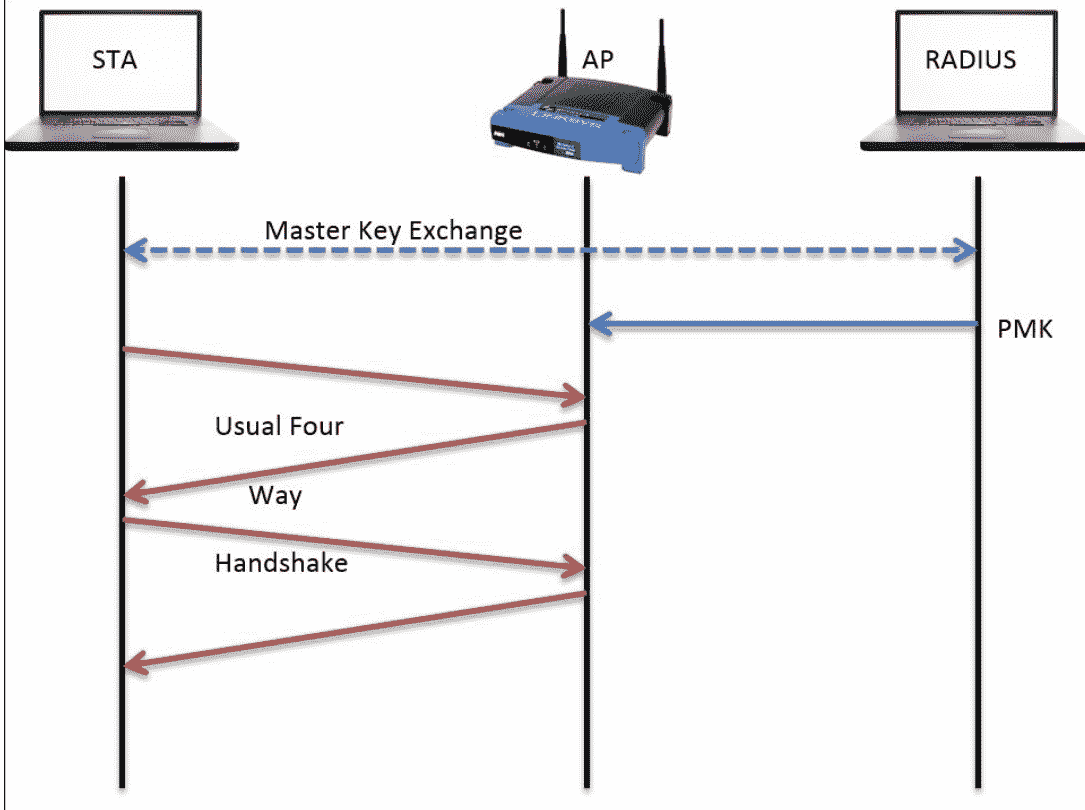 STA
AP
RADIUS
Master Key Exchange
PMK
Usual Four
Way
Handshake